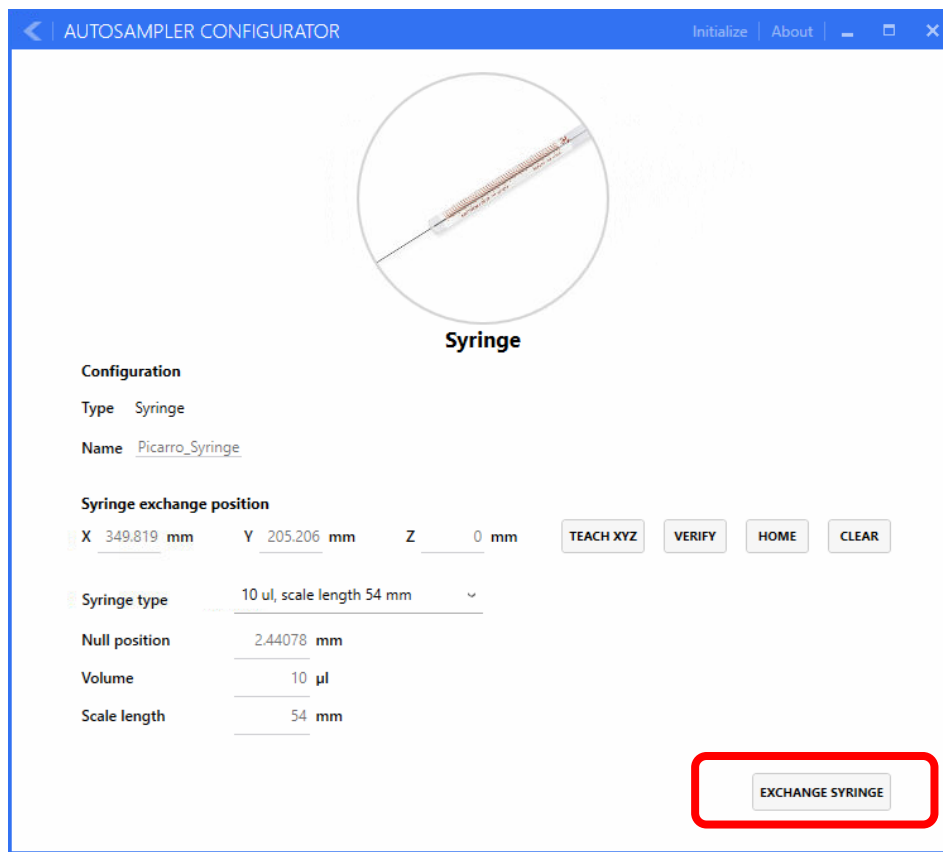 AUTOSAMPLER CONFIGURATOR Initialize About
Syringe
Configuration
Type Syringe
Name Picarro_Syringe
Syringe exchange position
X 349.819 mm Y 205.206 mm Z 0 mm TEACH XYZ VERIFY HOME CLEAR
Syringe type 10 ul, scale length 54 mm
Null position 2.44078 mm
Volume 10 µl
Scale length 54 mm
EXCHANGE SYRINGE